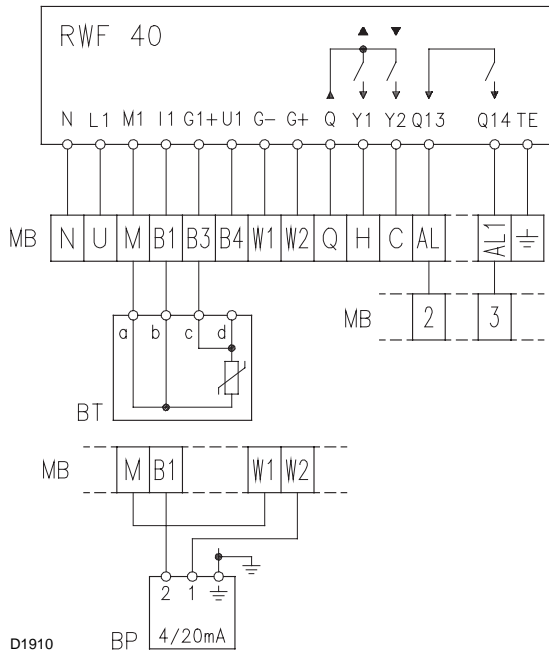 RWF 40
N L1 M1 I1 G1+ U1 G- G+ Q Y1 Y2 Q13 Q14 TE
MB N U M B1 B3 B4 W1 W2 Q H C AL AL1
MB 2 3
a b c d
BT
MB M B1 W1 W2
2 1
BP 4/20mA
D1910